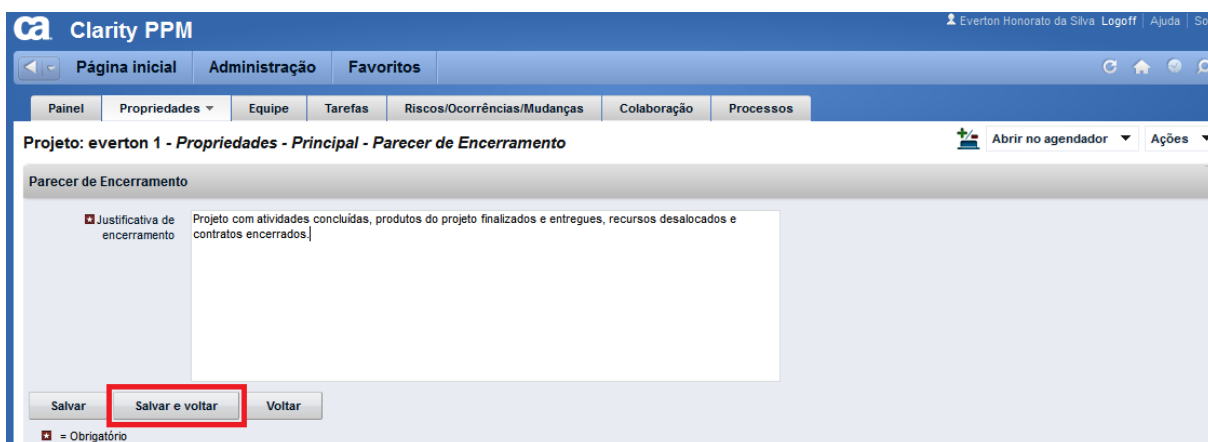 ca Clarity PPM
Everton Honorato da Silva Logoff | Ajuda | So
Página inicial Administração Favoritos
Painel Propriedades Equipe Tarefas Riscos/Ocorrências/Mudanças Colaboração Processos
Projeto: everton 1 - Propriedades - Principal - Parecer de Encerramento
Abrir no agendador Ações
Parecer de Encerramento
Justificativa de
encerramento
Projeto com atividades concluídas, produtos do projeto finalizados e entregues, recursos desalocados e
contratos encerrados.
Salvar Salvar e voltar Voltar
= Obrigatório